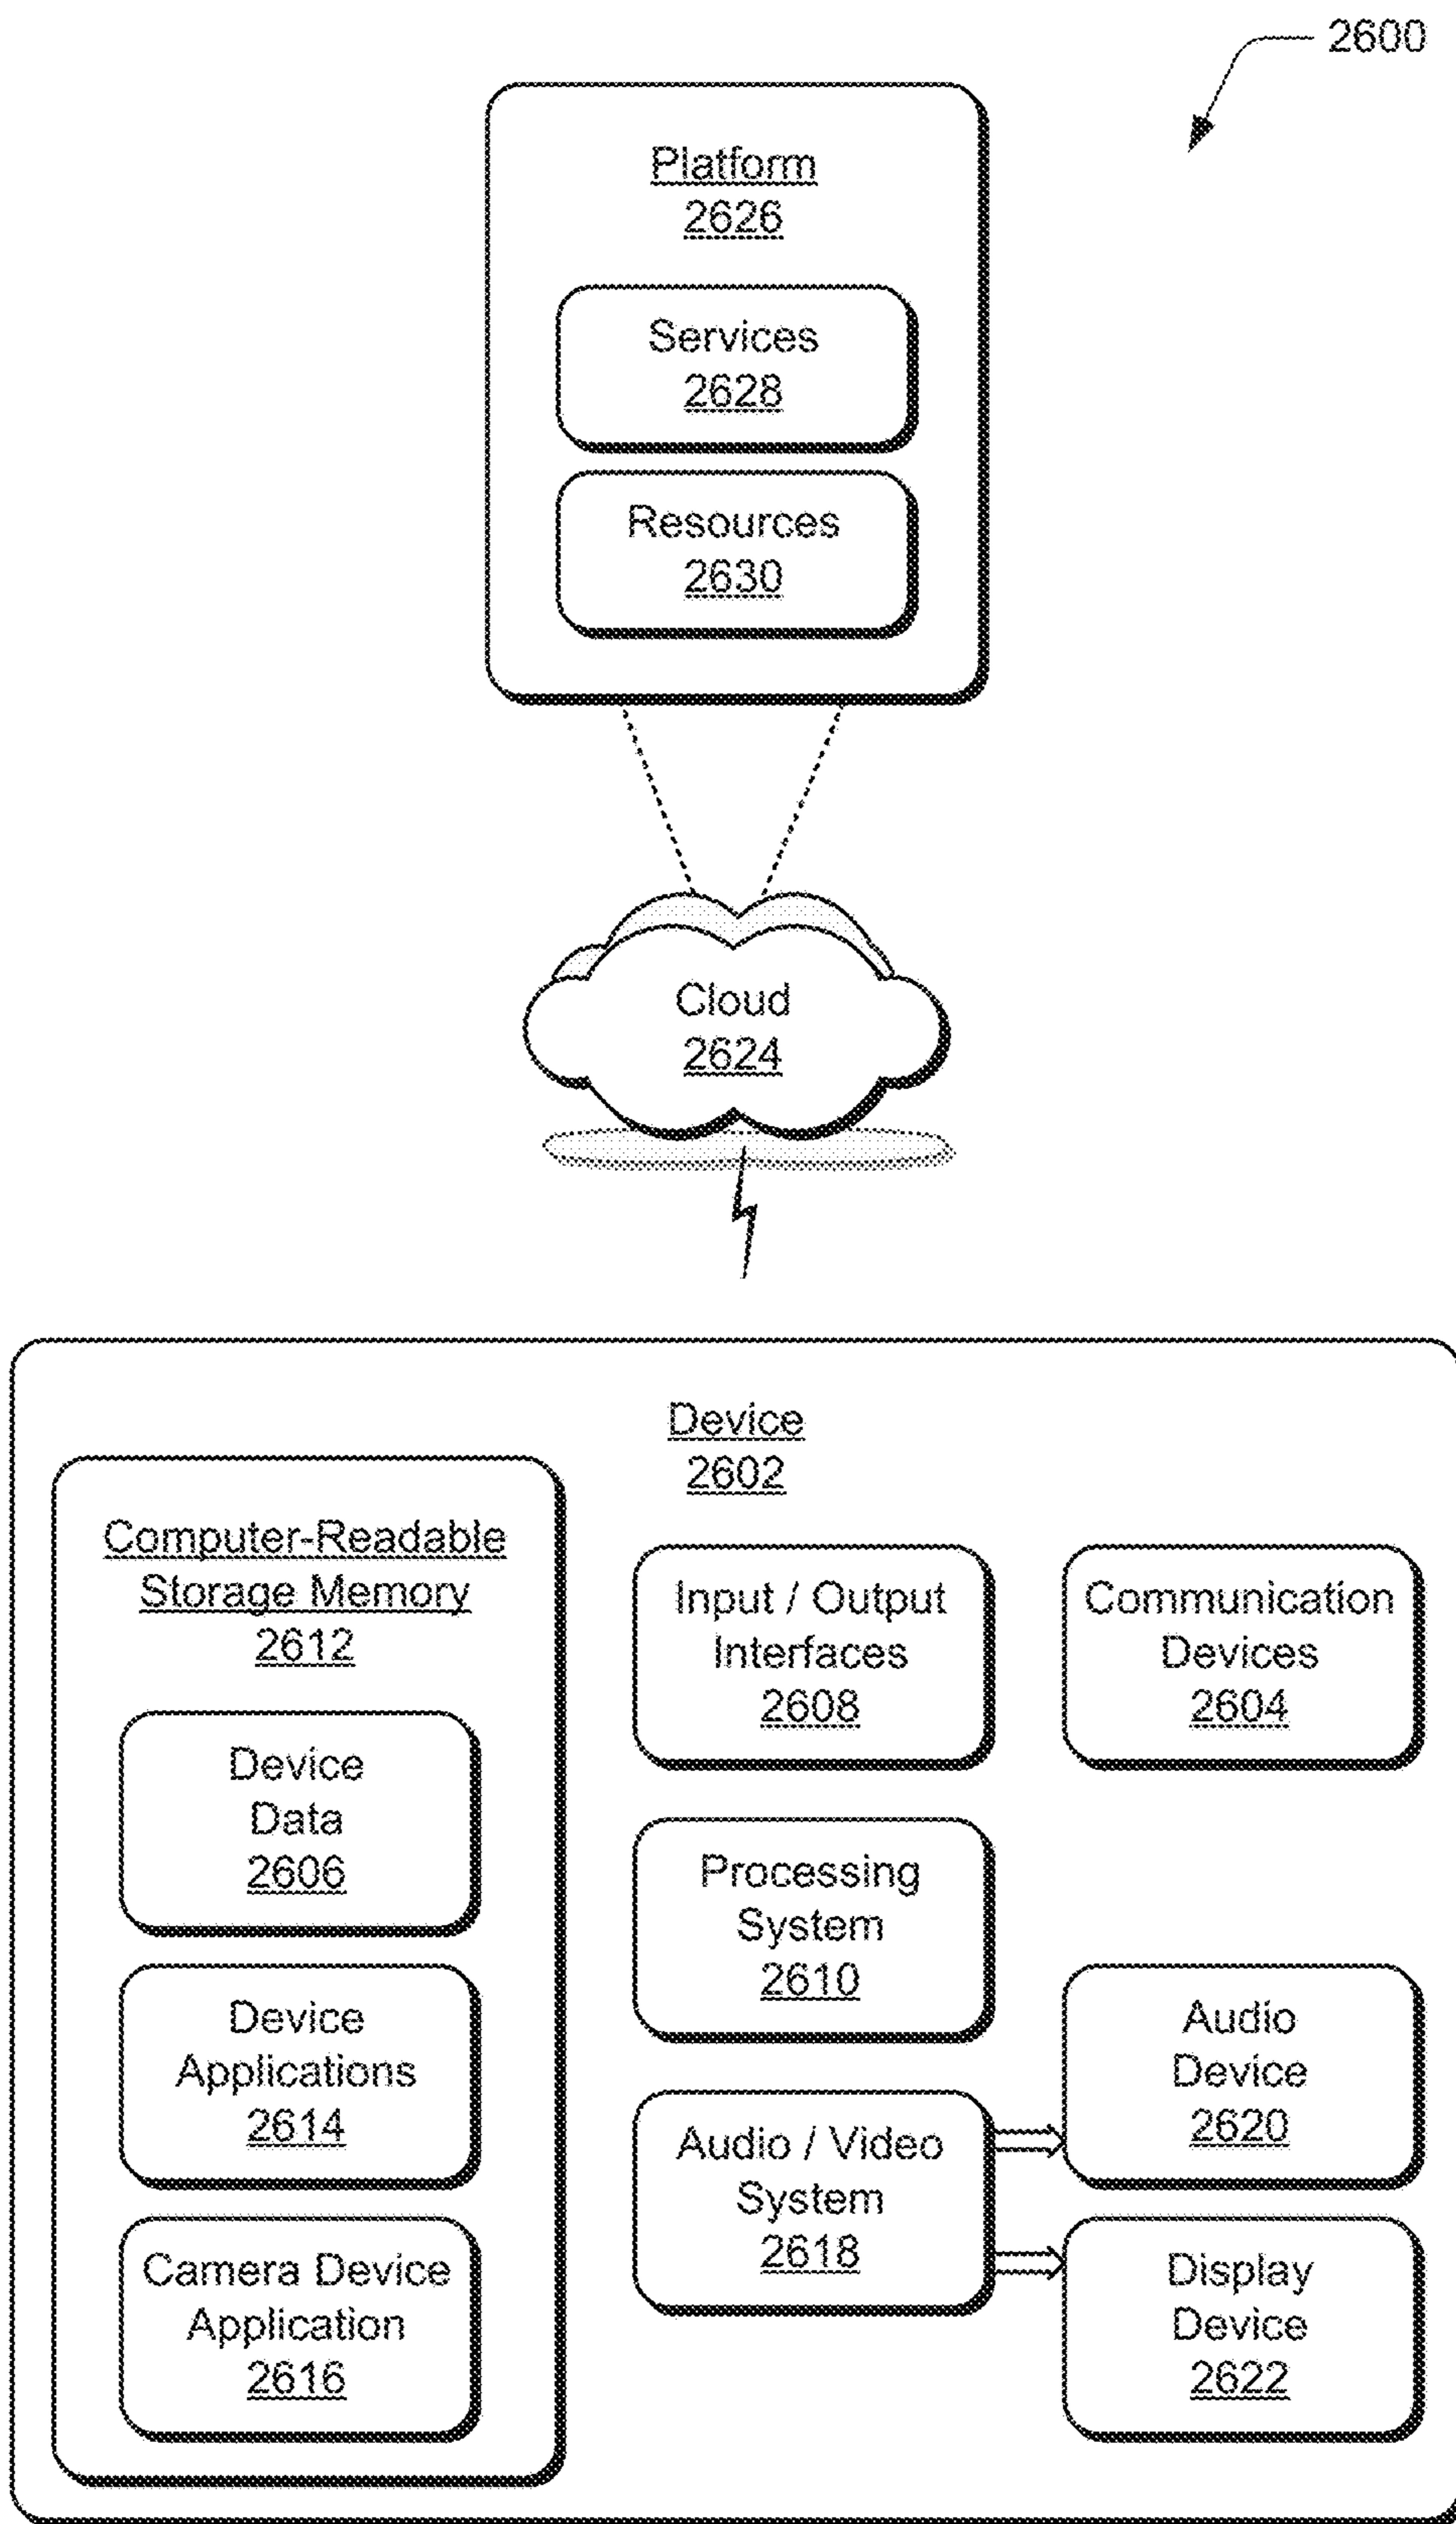 2600
Platform
2626
Services
2628
Resources
2630
Cloud
2624
Device
2602
Computer-Readable
Storage Memory
2612
Device
Data
2606
Device
Applications
2614
Camera Device
Application
2616
Input / Output
Interfaces
2608
Processing
System
2610
Audio / Video
System
2618
Communication
Devices
2604
Audio
Device
2620
Display
Device
2622